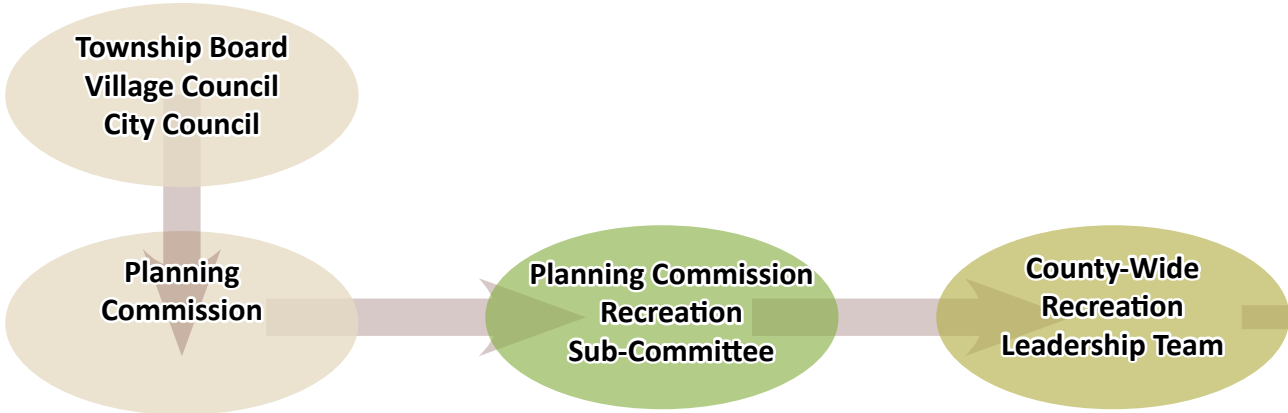 Township Board
Village Council
City Council
Planning
Commission
Planning Commission
Recreation
Sub-Committee
County-Wide
Recreation
Leadership Team